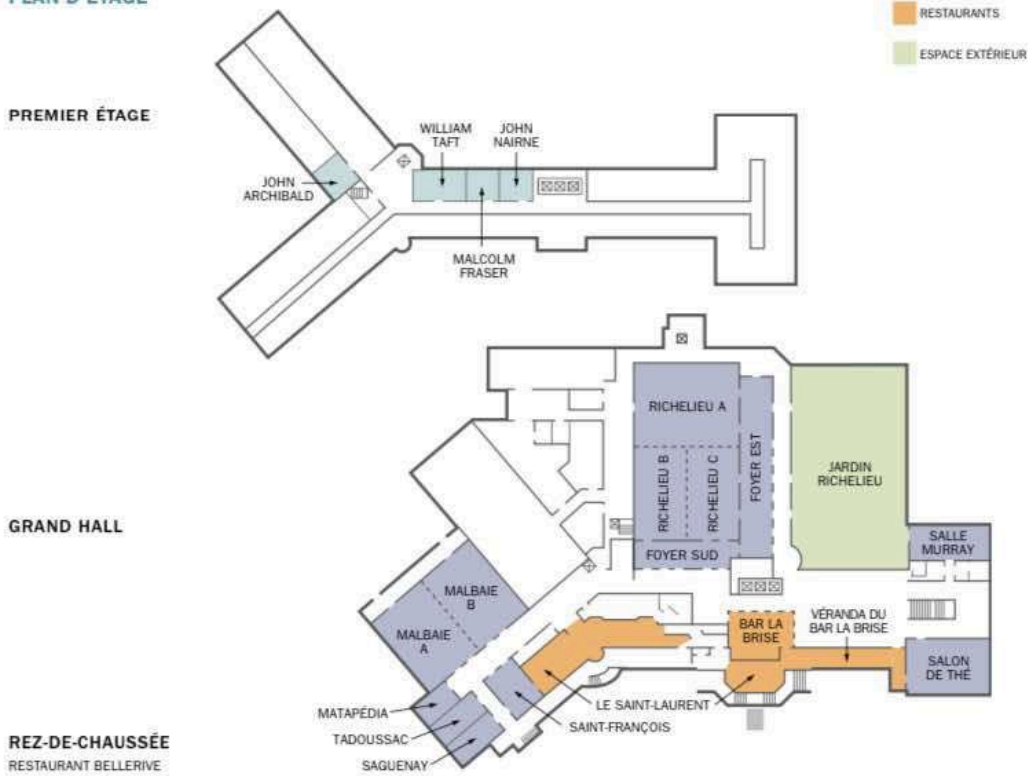 PLAN D'ÉTAGE
RESTAURANTS
ESPACE EXTÉRIEUR
PREMIER ÉTAGE
WILLIAM
TAFT
JOHN
NAIRNE
JOHN
ARCHIBALD
MALCOLM
FRASER
GRAND HALL
RICHELIEU A
RICHELIEU B
RICHELIEU C
FOYER EST
FOYER SUD
JARDIN
RICHELIEU
SALLE
MURRAY
MALBAIE
B
MALBAIE
A
BAR LA
BRISE
VÉRANDA DU
BAR LA BRISE
SALON
DE THÉ
MATAPÉDIA
LE SAINT-LAURENT
SAINT-FRANÇOIS
TADOUSSAC
SAGUENAY
REZ-DE-CHAUSSÉE
RESTAURANT BELLERIVE